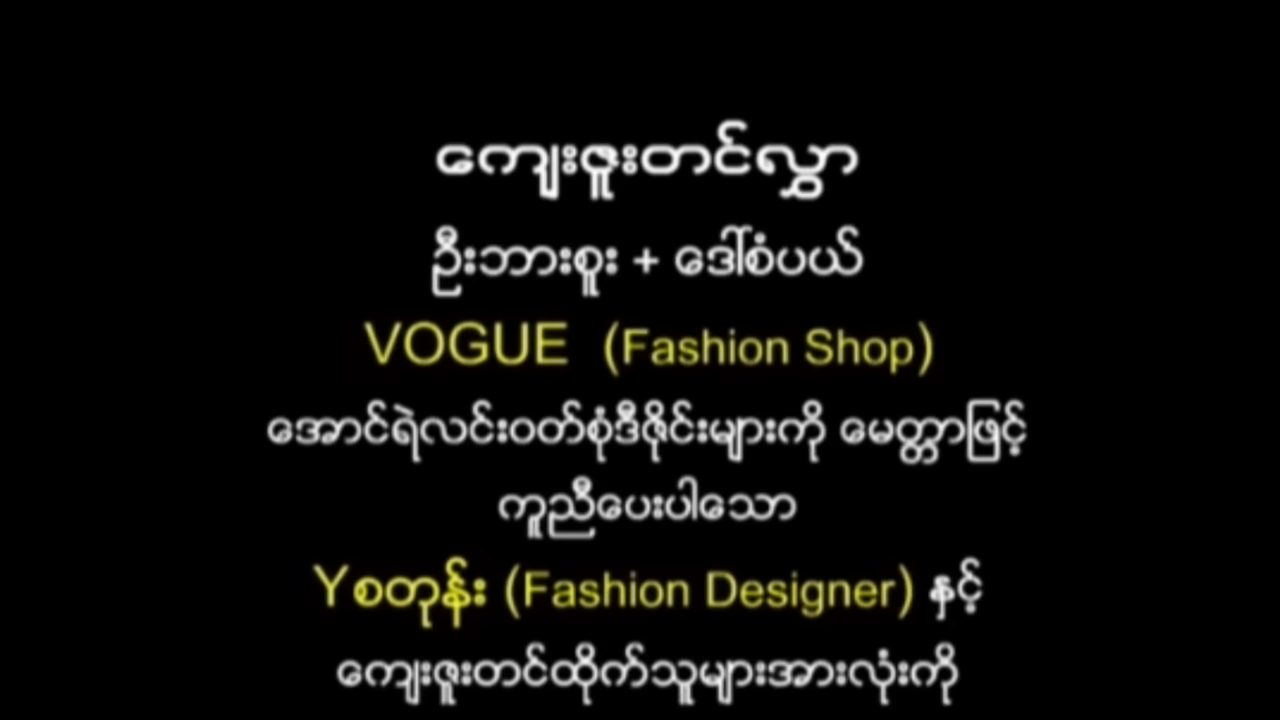 ကျေးဇူးတင်လွှာ
ဦးဘားစူး + ဒေါ်စံပယ်
VOGUE (Fashion Shop)
အောင်ရဲလင်းဝတ်စုံဒီဇိုင်းများကို မေတ္တာဖြင့်
ကူညီပေးပါသော
Yစတုန်း (Fashion Designer) နှင့်
ကျေးဇူးတင်ထိုက်သူများအားလုံးကို